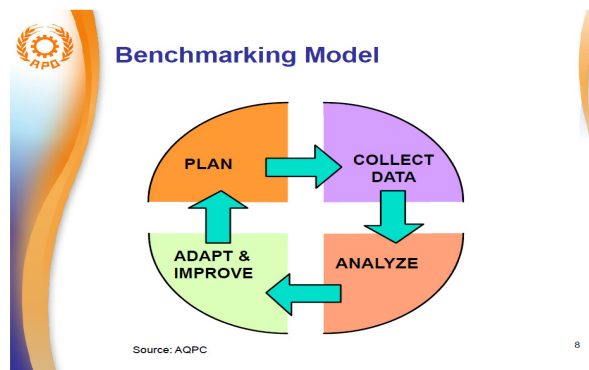 APO
Benchmarking Model
PLAN
COLLECT
DATA
ADAPT &
IMPROVE
ANALYZE
Source: AQPC
8